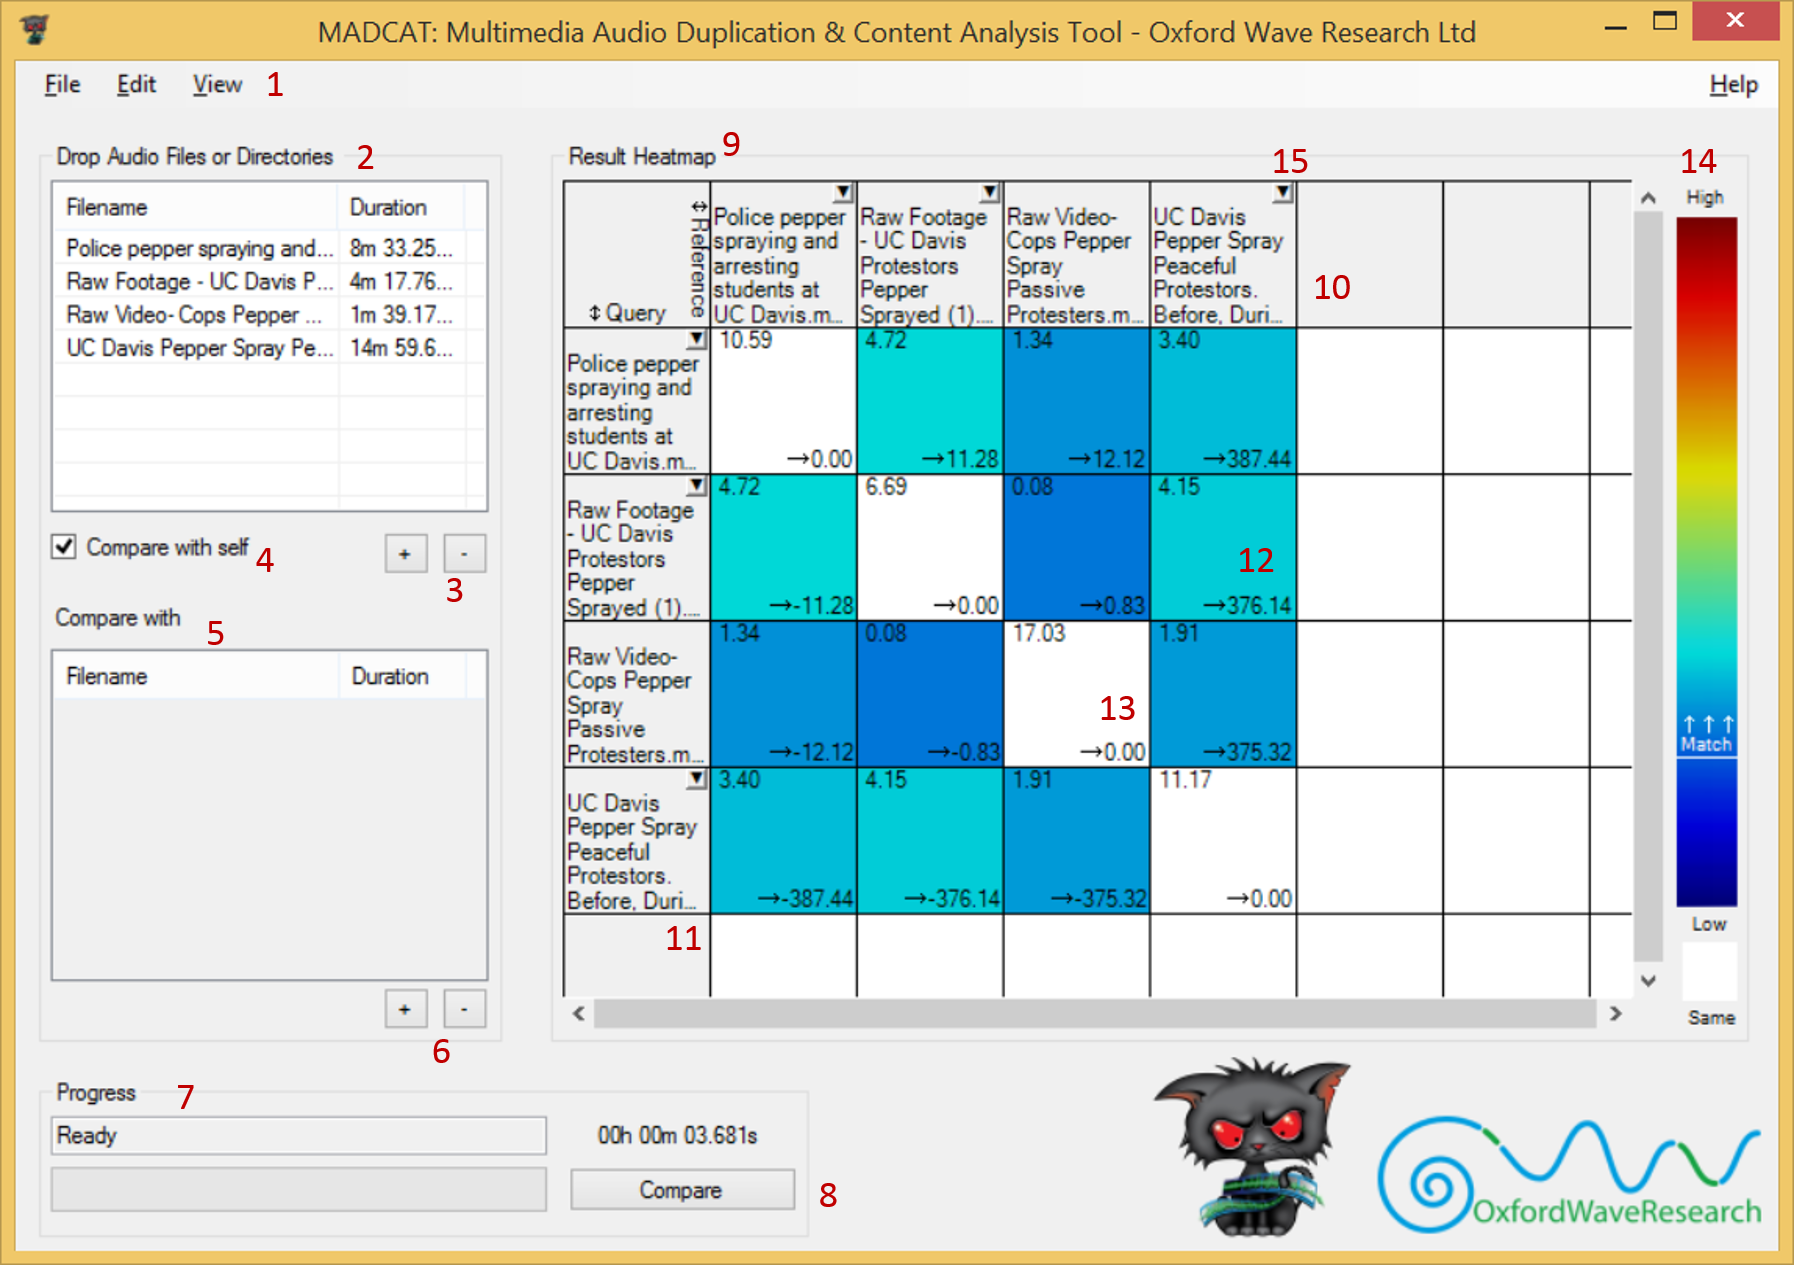 MADCAT: Multimedia Audio Duplication & Content Analysis Tool - Oxford Wave Research Ltd
File Edit View 1 Help
Drop Audio Files or Directories 2
Filename Duration
Police pepper spraying and... 8m 33.25...
Raw Footage - UC Davis P... 4m 17.76...
Raw Video- Cops Pepper ... 1m 39.17...
UC Davis Pepper Spray Pe... 14m 59.6...
Compare with self 4
+ -
3
Compare with
5
Filename Duration
+ -
6
Progress 7
Ready
00h 00m 03.681s
Compare 8
Result Heatmap 9
15
14
↔ Reference
↕ Query
Police pepper
spraying and
arresting
students at
UC Davis.m...
Raw Footage
- UC Davis
Protestors
Pepper
Sprayed (1)....
Raw Video-
Cops Pepper
Spray
Passive
Protesters.m...
UC Davis
Pepper Spray
Peaceful
Protestors.
Before, Duri...
10
Police pepper
spraying and
arresting
students at
UC Davis.m...
10.59 4.72 1.34 3.40
→0.00 →11.28 →12.12 →387.44
Raw Footage
- UC Davis
Protestors
Pepper
Sprayed (1)....
4.72 6.69 0.08 4.15
12
→-11.28 →0.00 →0.83 →376.14
Raw Video-
Cops Pepper
Spray
Passive
Protesters.m...
1.34 0.08 17.03 1.91
13
→-12.12 →-0.83 →0.00 →375.32
UC Davis
Pepper Spray
Peaceful
Protestors.
Before, Duri...
3.40 4.15 1.91 11.17
→-387.44 →-376.14 →-375.32 →0.00
11
High
↑ ↑ ↑
Match
Low
Same
OxfordWaveResearch